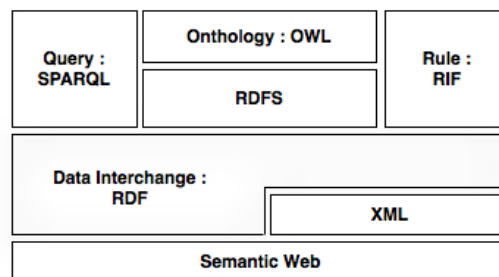 Query :
SPARQL
Onthology : OWL
RDFS
Rule :
RIF
Data Interchange :
RDF
XML
Semantic Web